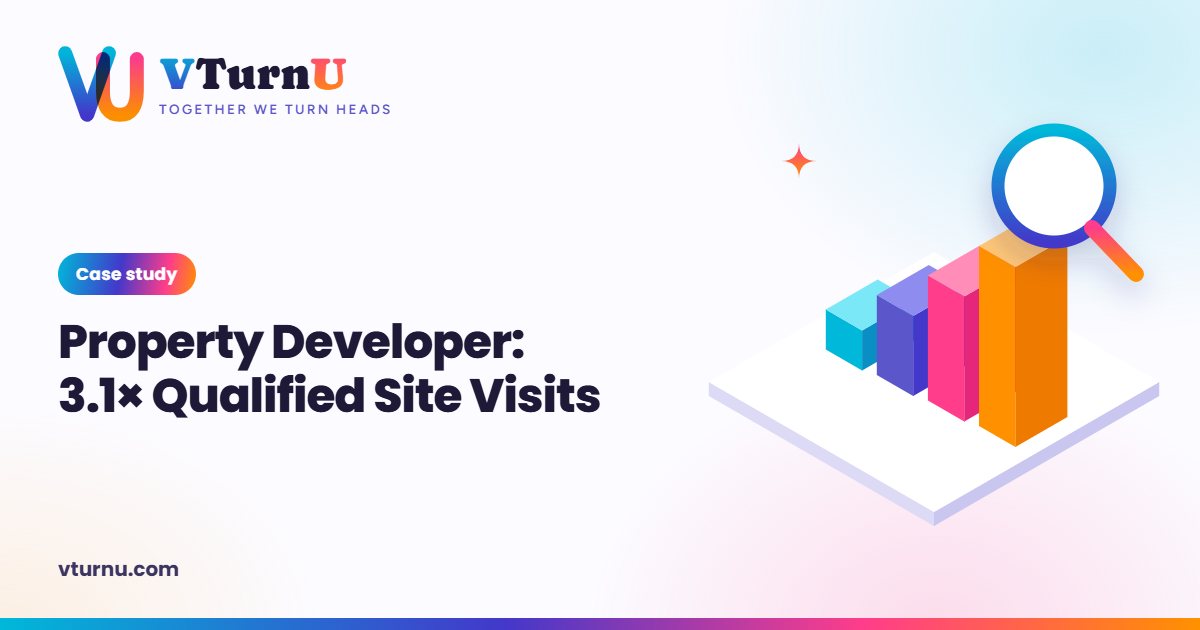 VTurnU
TOGETHER WE TURN HEADS
Case study
Property Developer:
3.1× Qualified Site Visits
vturnu.com